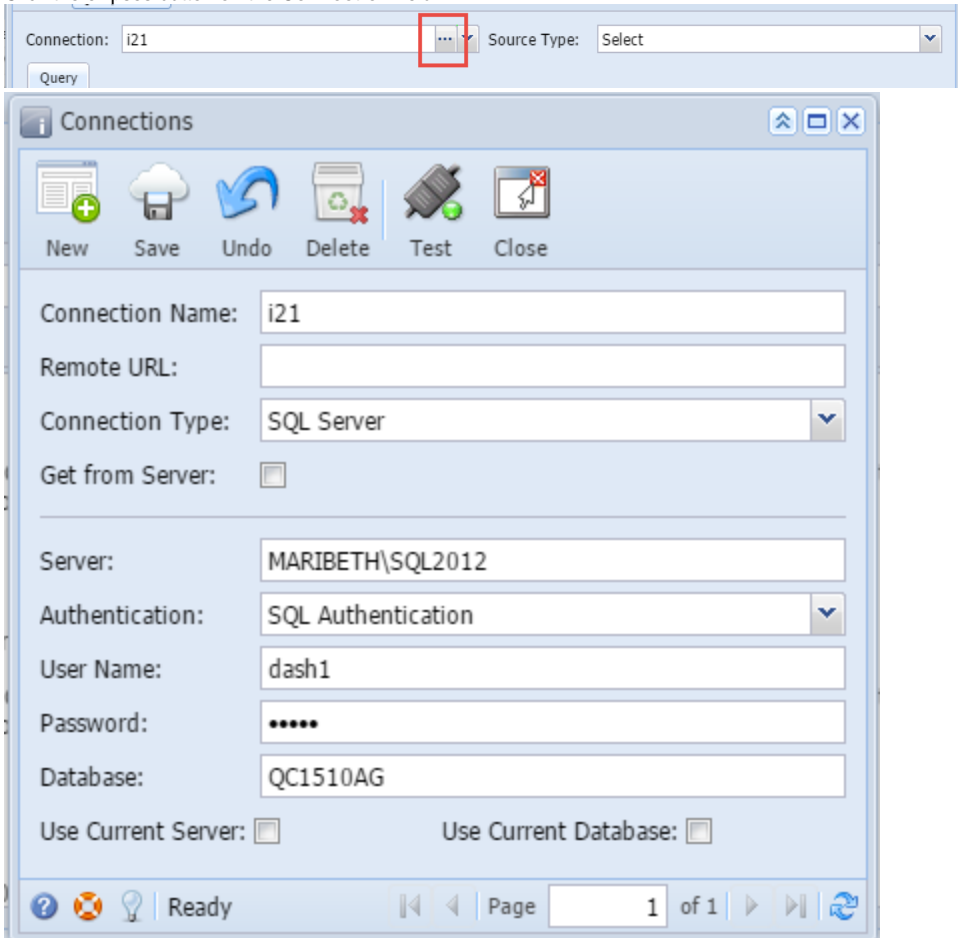 Connection: i21 ... Source Type: Select
Query
Connections
New Save Undo Delete Test Close
Connection Name: i21
Remote URL:
Connection Type: SQL Server
Get from Server:
Server: MARIBETH\SQL2012
Authentication: SQL Authentication
User Name: dash1
Password: •••••
Database: QC1510AG
Use Current Server: Use Current Database:
Ready Page 1 of 1